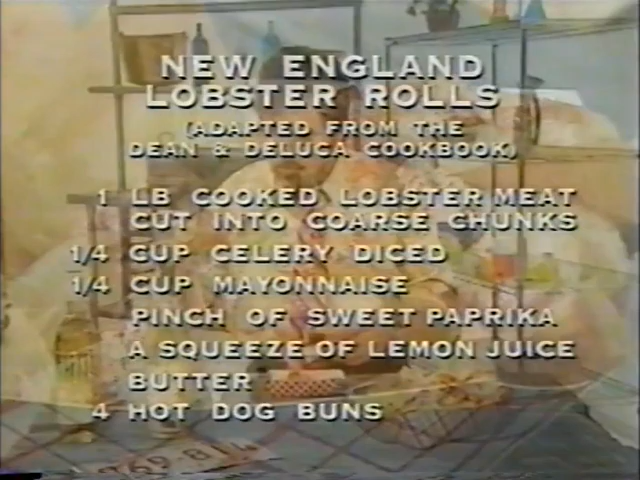 NEW ENGLAND
LOBSTER ROLLS
(ADAPTED FROM THE
DEAN & DELUCA COOKBOOK)
1 LB COOKED LOBSTER MEAT
CUT INTO COARSE CHUNKS
1/4 CUP CELERY DICED
1/4 CUP MAYONNAISE
PINCH OF SWEET PAPRIKA
A SQUEEZE OF LEMON JUICE
BUTTER
4 HOT DOG BUNS